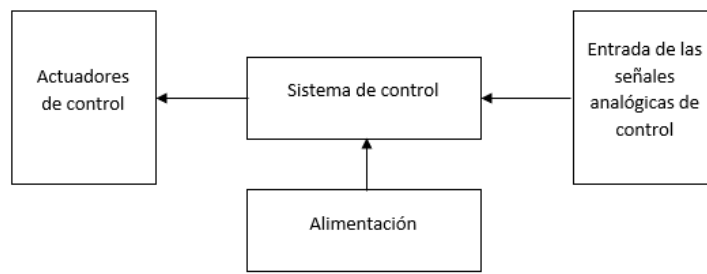 Actuadores
de control
Sistema de control
Entrada de las
señales
analógicas de
control
Alimentación